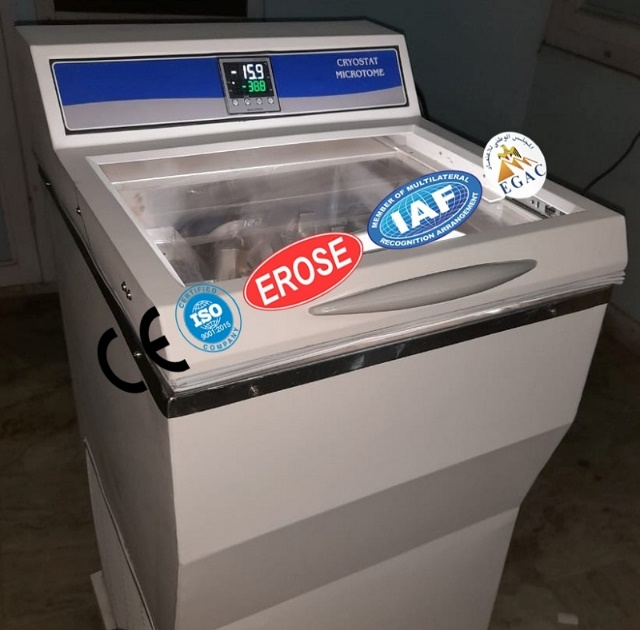 -15.9
-38.8
CRYOSTAT
MICROTOME
EGAC
MEMBER OF MULTILATERAL
IAF
RECOGNITION ARRANGEMENT
EROSE
CERTIFIED
ISO
9001:2015
COMPANY
CE